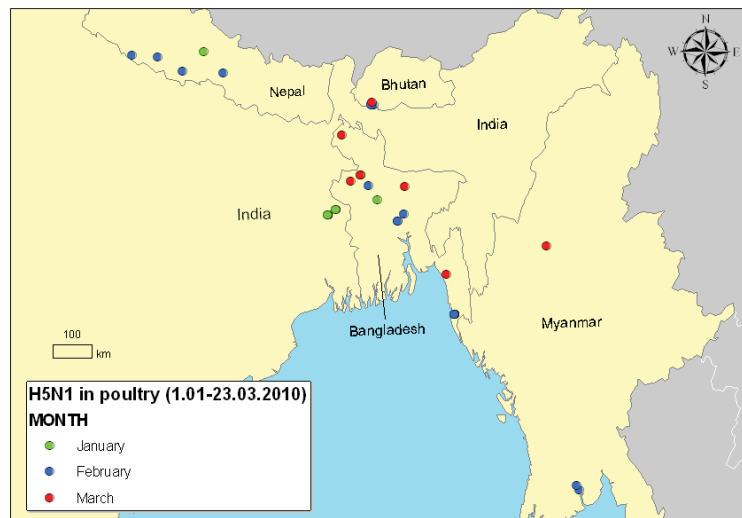 N
W E
S
Nepal
Bhutan
India
India
Bangladesh
Myanmar
100
km
H5N1 in poultry (1.01-23.03.2010)
MONTH
January
February
March